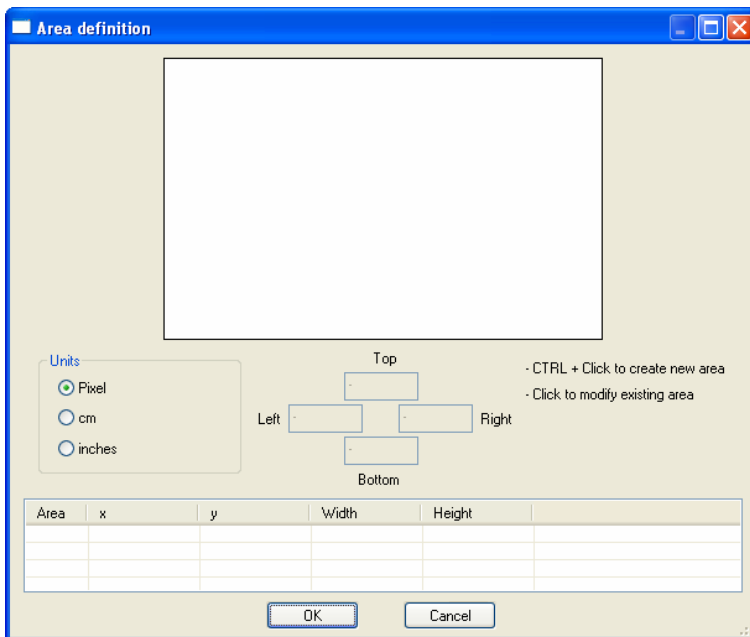 Area definition
Units
Pixel
cm
inches
Top
-
Left - - Right
-
Bottom
- CTRL + Click to create new area
- Click to modify existing area
Area x y Width Height
OK Cancel